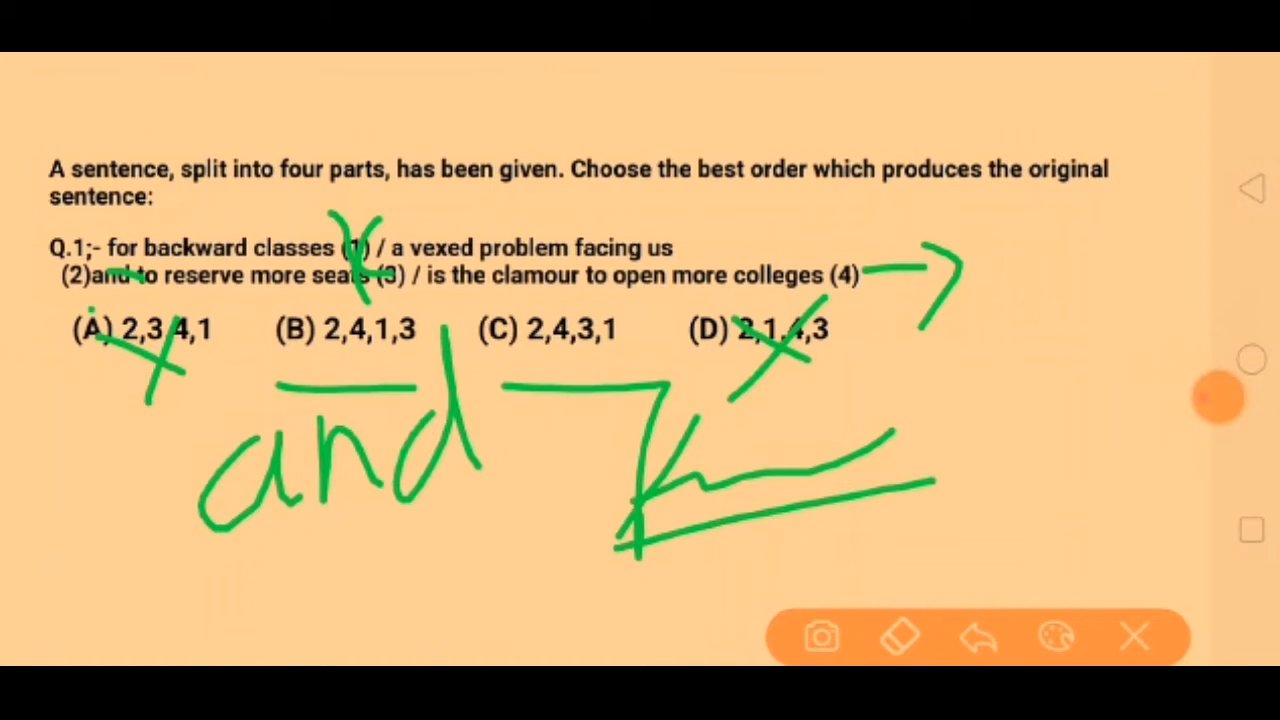 A sentence, split into four parts, has been given. Choose the best order which produces the original
sentence:
Q.1;- for backward classes (1) / a vexed problem facing us
(2)and to reserve more seats (3) / is the clamour to open more colleges (4)
(A) 2,3,4,1 (B) 2,4,1,3 (C) 2,4,3,1 (D) 2,1,4,3
and